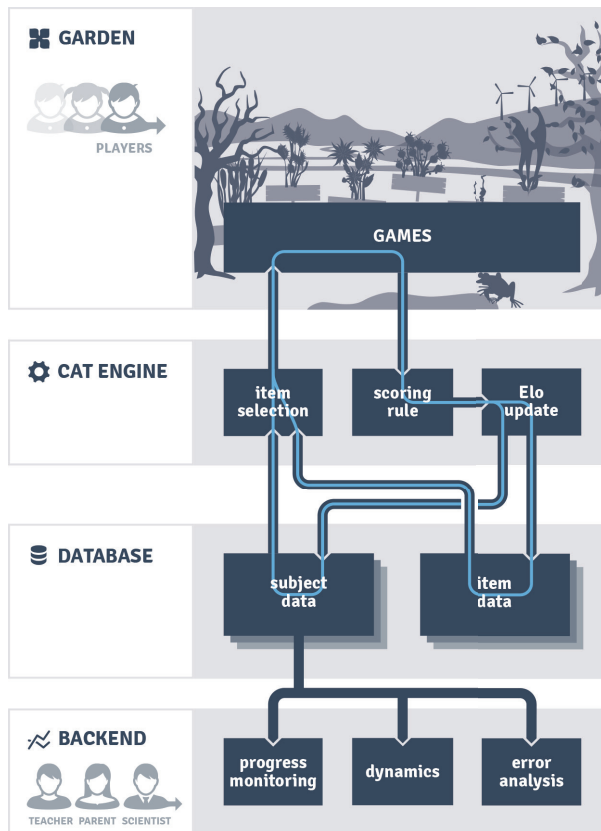 GARDEN
PLAYERS
GAMES
CAT ENGINE
item
selection
scoring
rule
Elo
update
DATABASE
subject
data
item
data
BACKEND
TEACHER PARENT SCIENTIST
progress
monitoring
dynamics
error
analysis